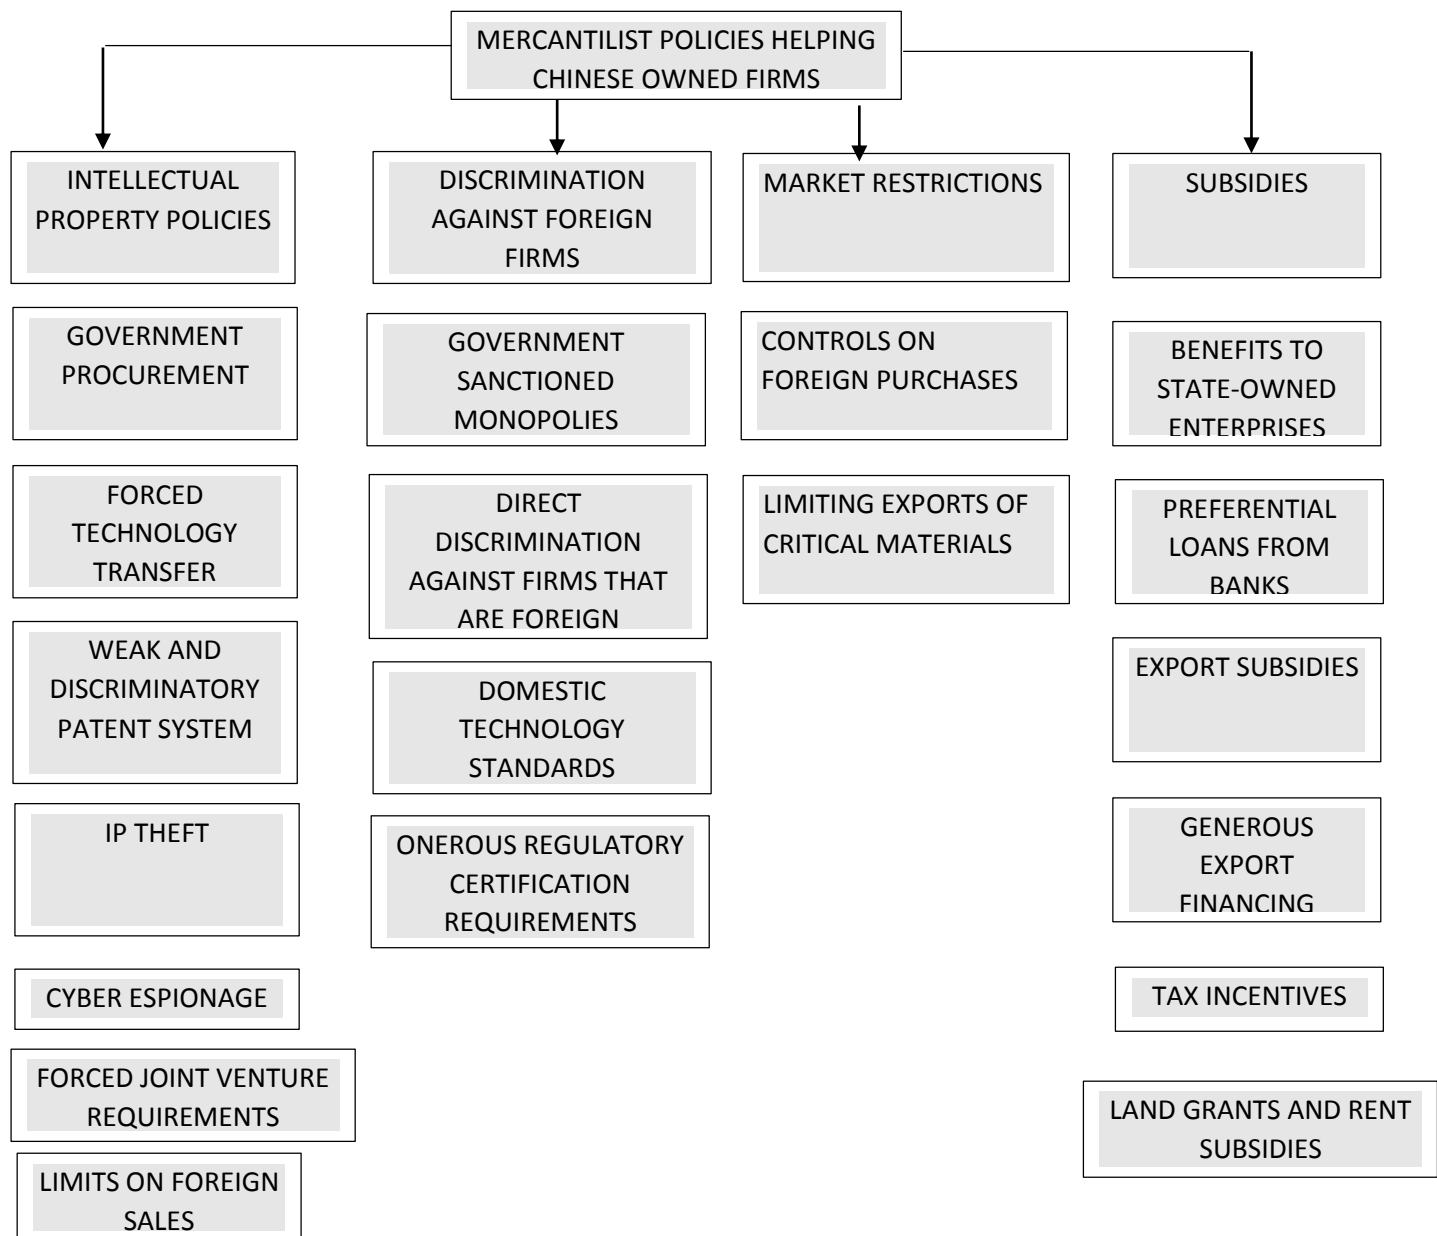 MERCANTILIST POLICIES HELPING
CHINESE OWNED FIRMS
INTELLECTUAL
PROPERTY POLICIES
GOVERNMENT
PROCUREMENT
FORCED
TECHNOLOGY
TRANSFER
WEAK AND
DISCRIMINATORY
PATENT SYSTEM
IP THEFT
CYBER ESPIONAGE
FORCED JOINT VENTURE
REQUIREMENTS
LIMITS ON FOREIGN
SALES
DISCRIMINATION
AGAINST FOREIGN
FIRMS
GOVERNMENT
SANCTIONED
MONOPOLIES
DIRECT
DISCRIMINATION
AGAINST FIRMS THAT
ARE FOREIGN
DOMESTIC
TECHNOLOGY
STANDARDS
ONEROUS REGULATORY
CERTIFICATION
REQUIREMENTS
MARKET RESTRICTIONS
CONTROLS ON
FOREIGN PURCHASES
LIMITING EXPORTS OF
CRITICAL MATERIALS
SUBSIDIES
BENEFITS TO
STATE-OWNED
ENTERPRISES
PREFERENTIAL
LOANS FROM
BANKS
EXPORT SUBSIDIES
GENEROUS
EXPORT
FINANCING
TAX INCENTIVES
LAND GRANTS AND RENT
SUBSIDIES